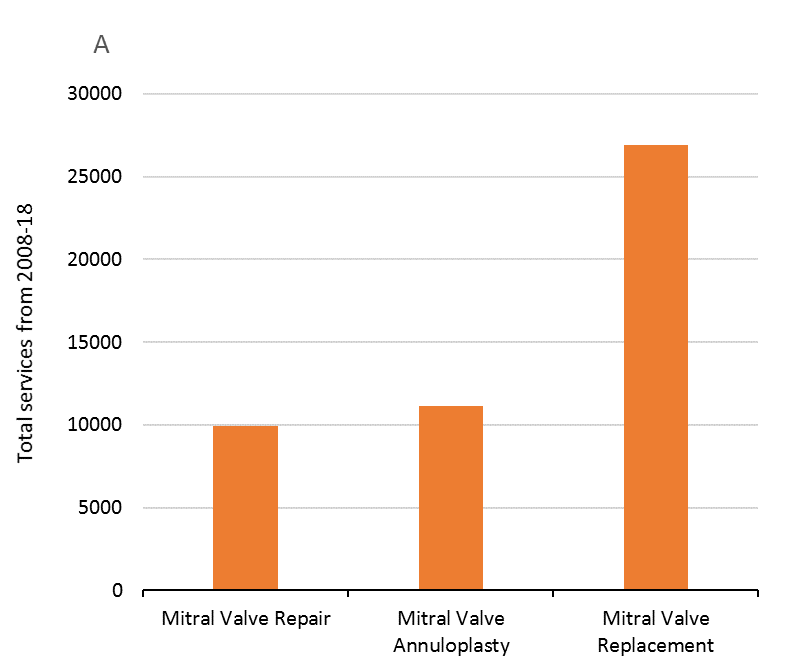 A
30000
25000
20000
15000
10000
5000
0
Total services from 2008-18
Mitral Valve Repair
Mitral Valve
Annuloplasty
Mitral Valve
Replacement